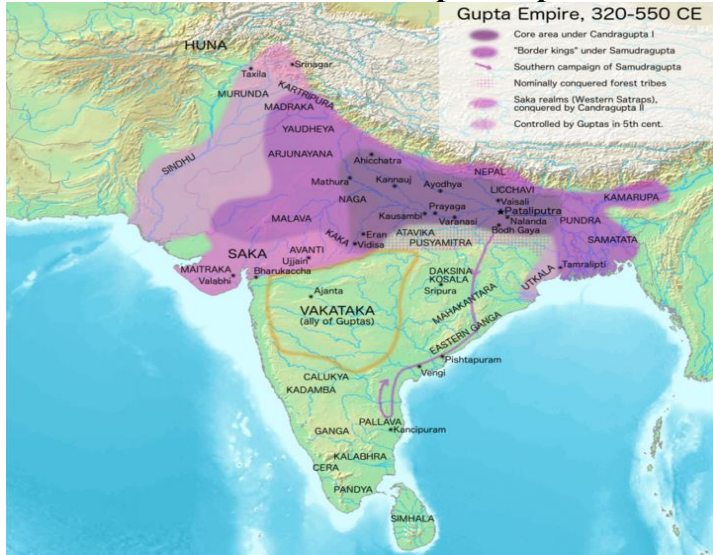 Gupta Empire, 320-550 CE
Core area under Candragupta I
"Border kings" under Samudragupta
Southern campaign of Samudragupta
Nominally conquered forest tribes
Saka realms (Western Satraps),
conquered by Candragupta II
Controlled by Guptas in 5th cent.
HUNA
Srinagar
Taxila
KARTRIPURA
MURUNDA
MADRAKA
YAUDHEYA
ARJUNAYANA
SINDHU
Ahicchatra
Mathura
Kannauj
Ayodhya
NEPAL
LICCHAVI
Vaisali
KAMARUPA
NAGA
Prayaga
Pataliputra
Kausambi
Varanasi
Nalanda
PUNDRA
MALAVA
Bodh Gaya
ATAVIKA
SAMATATA
KAKA
Eran
Vidisa
PUSYAMITRA
SAKA
AVANTI
Ujjain
Tamralipti
UTKALA
MAITRAKA
Valabhi
Bharukaccha
DAKSINA
KOSALA
Sripura
Ajanta
MAHAKANTARA
VAKATAKA
(ally of Guptas)
EASTERN GANGA
Pishtapuram
Vengi
CALUKYA
KADAMBA
PALLAVA
Kancipuram
GANGA
KALABHRA
CERA
PANDYA
SIMHALA